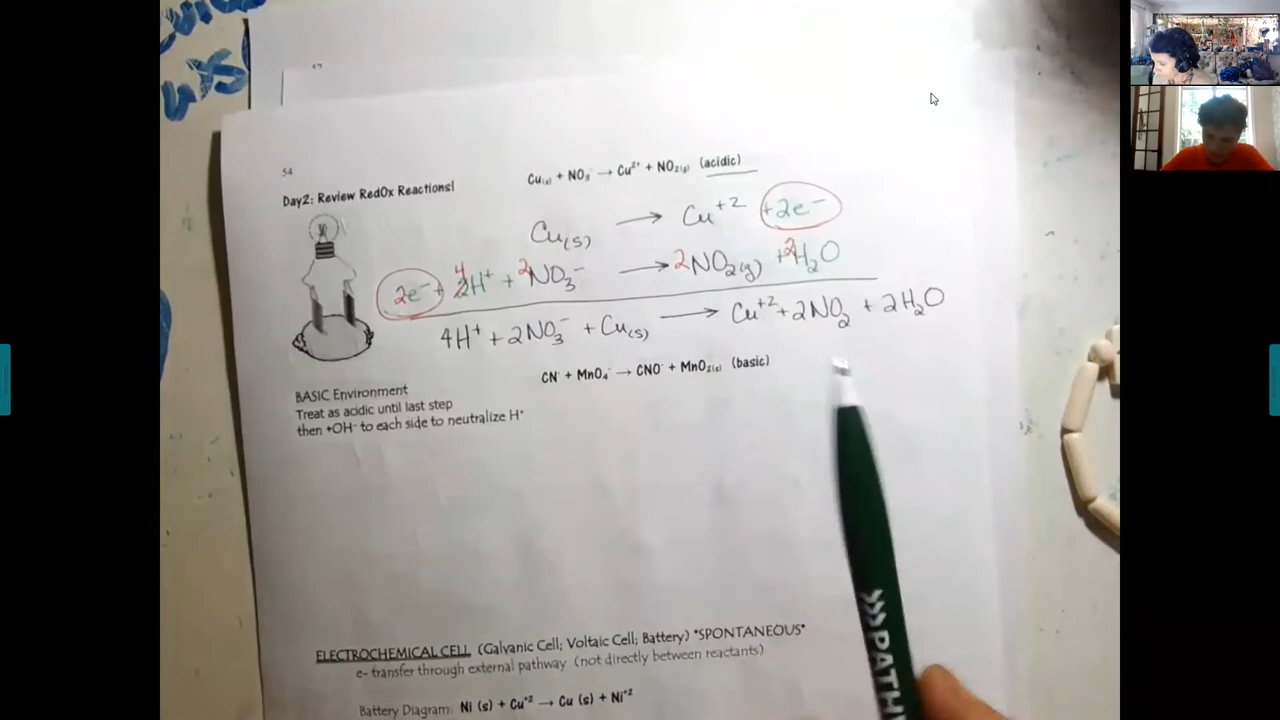 54
Day2: Review RedOx Reactions!
Cu(s) + NO₃⁻ → Cu²⁺ + NO₂(g) (acidic)
Cu(s) → Cu⁺² +2e⁻
2e⁻ + 4H⁺ + 2NO₃⁻ → 2NO₂(g) + 2H₂O
4H⁺ + 2NO₃⁻ + Cu(s) → Cu⁺² + 2NO₂ + 2H₂O
CN⁻ + MnO₄⁻ → CNO⁻ + MnO₂(s) (basic)
BASIC Environment
Treat as acidic until last step
then +OH⁻ to each side to neutralize H⁺
ELECTROCHEMICAL CELL (Galvanic Cell; Voltaic Cell; Battery) *SPONTANEOUS*
e- transfer through external pathway (not directly between reactants)
Battery Diagram: Ni (s) + Cu⁺² → Cu (s) + Ni⁺²